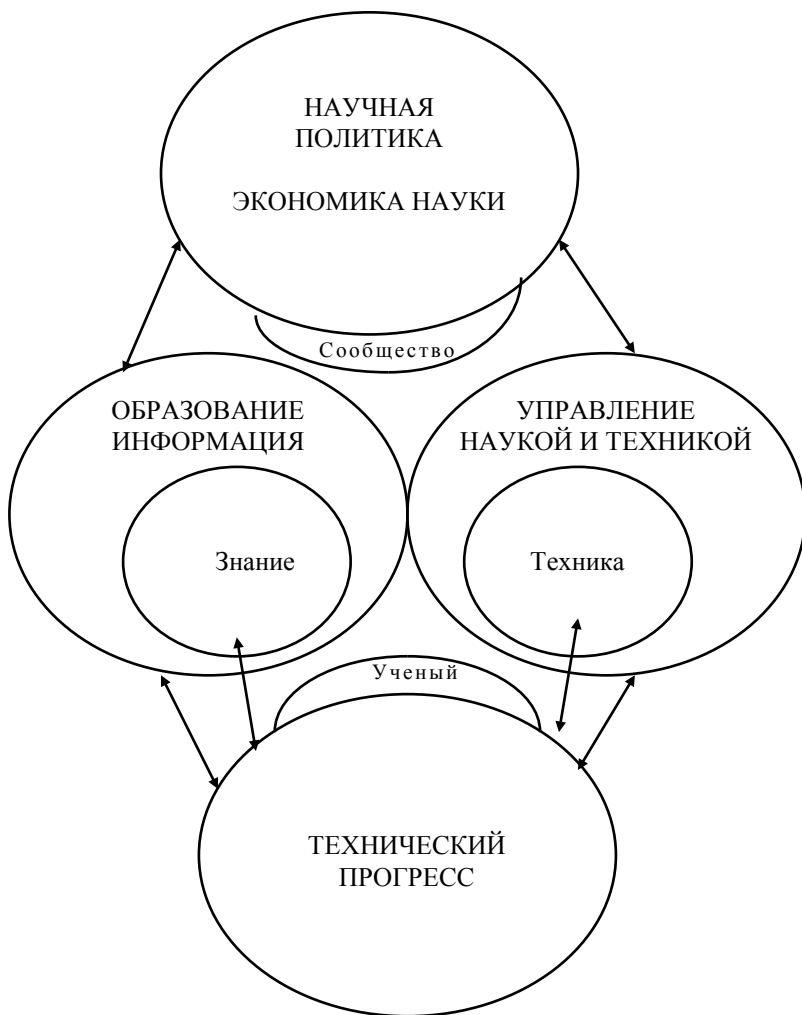 НАУЧНАЯ
ПОЛИТИКА
ЭКОНОМИКА НАУКИ
Сообщество
ОБРАЗОВАНИЕ
ИНФОРМАЦИЯ
УПРАВЛЕНИЕ
НАУКОЙ И ТЕХНИКОЙ
Знание
Техника
Ученый
ТЕХНИЧЕСКИЙ
ПРОГРЕСС